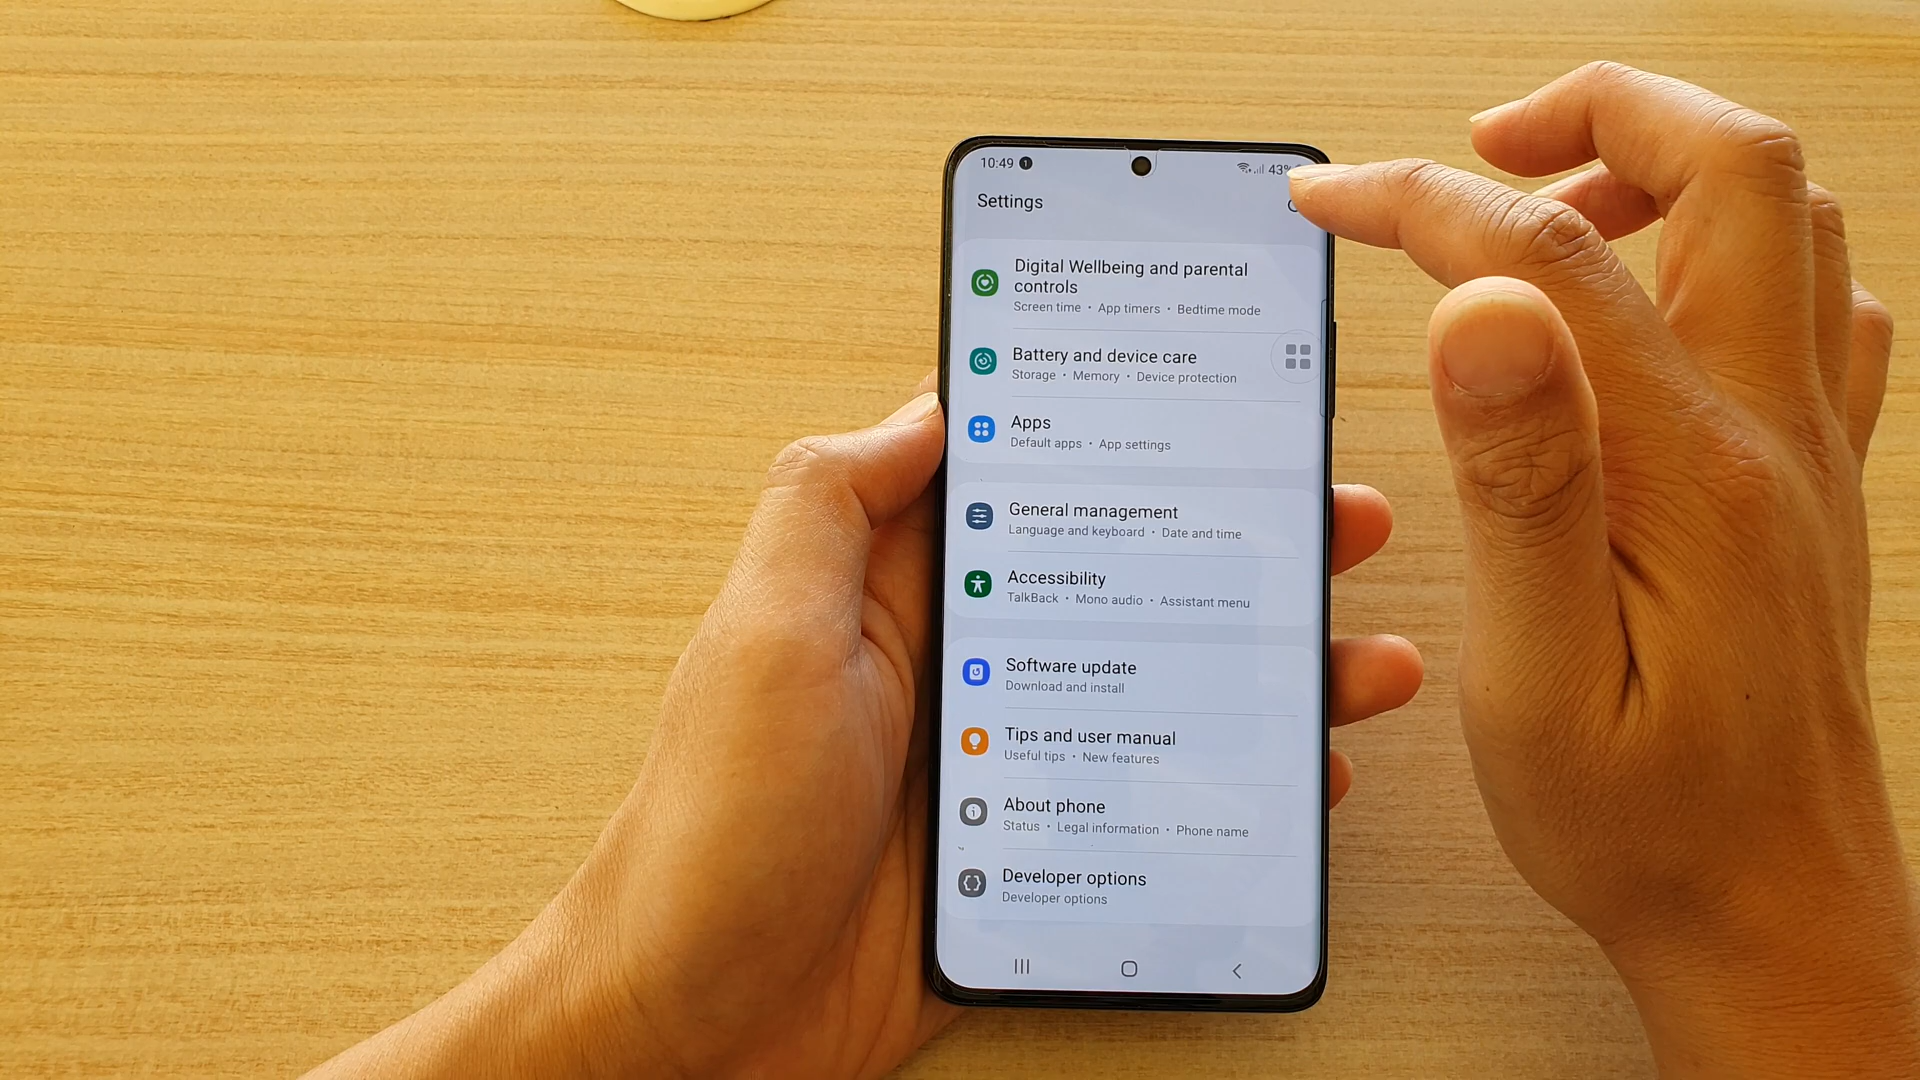 10:49 43%
Settings
Digital Wellbeing and parental
controls
Screen time • App timers • Bedtime mode
Battery and device care
Storage • Memory • Device protection
Apps
Default apps • App settings
General management
Language and keyboard • Date and time
Accessibility
TalkBack • Mono audio • Assistant menu
Software update
Download and install
Tips and user manual
Useful tips • New features
About phone
Status • Legal information • Phone name
Developer options
Developer options